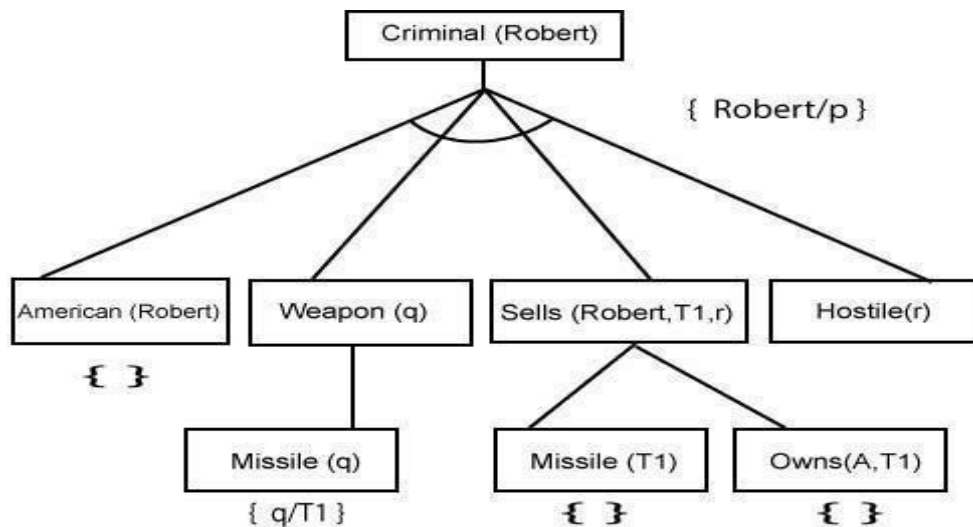 Criminal (Robert)
{ Robert/p }
American (Robert)
Weapon (q)
Sells (Robert,T1,r)
Hostile(r)
{ }
Missile (q)
Missile (T1)
Owns(A,T1)
{ q/T1 }
{ }
{ }